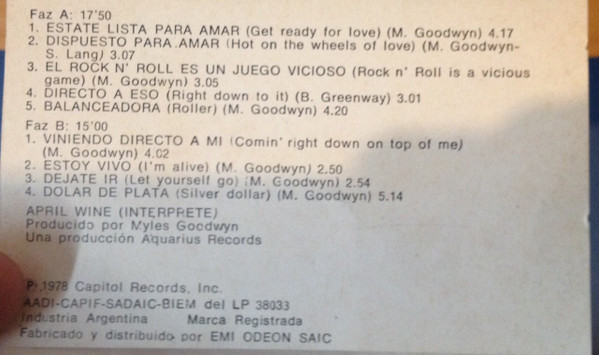 Faz A: 17'50
1. ESTATE LISTA PARA AMAR (Get ready for love) (M. Goodwyn) 4.17
2. DISPUESTO PARA AMAR (Hot on the wheels of love) (M. Goodwyn-
S. Lang) 3.07
3. EL ROCK N' ROLL ES UN JUEGO VICIOSO (Rock n' Roll is a vicious
game) (M. Goodwyn) 3.05
4. DIRECTO A ESO (Right down to it) (B. Greenway) 3.01
5. BALANCEADORA (Roller) (M. Goodwyn) 4.20
Faz B: 15'00
1. VINIENDO DIRECTO A MI (Comin' right down on top of me)
(M. Goodwyn) 4.02
2. ESTOY VIVO (I'm alive) (M. Goodwyn) 2.50
3. DEJATE IR (Let yourself go) (M. Goodwyn) 2.54
4. DOLAR DE PLATA (Silver dollar) (M. Goodwyn) 5.14
APRIL WINE (INTERPRETE)
Producido por Myles Goodwyn
Una producción Aquarius Records
P 1978 Capitol Records, Inc.
AADI-CAPIF-SADAIC-BIEM del LP 38033
Industria Argentina Marca Registrada
Fabricado y distribuido por EMI ODEON SAIC